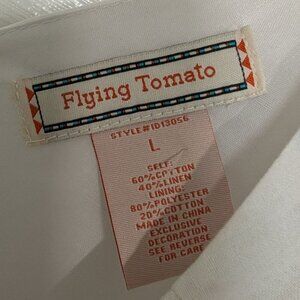 Flying Tomato
STYLE#ID13056
L
SELF:
60%COTTON
40%LINEN
LINING:
80%POLYESTER
20%COTTON
MADE IN CHINA
EXCLUSIVE
DECORATION
SEE REVERSE
FOR CARE